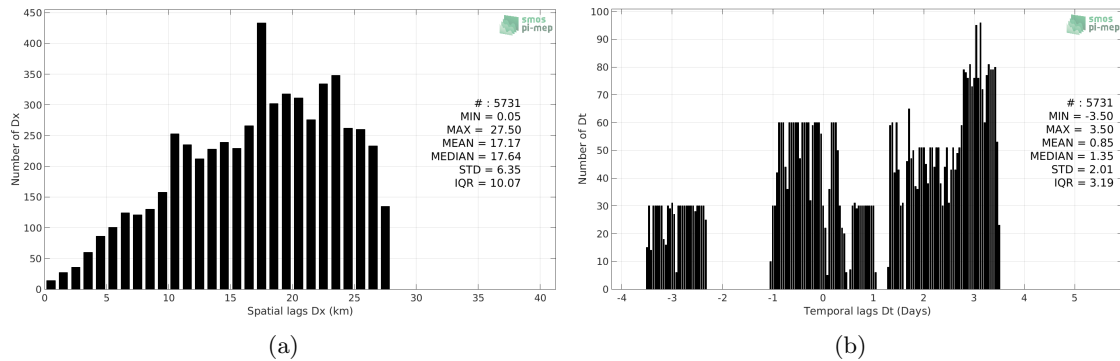 450
400
350
300
250
200
150
100
50
0
Number of Dx
0 5 10 15 20 25 30 35 40
Spatial lags Dx (km)
smos
pi-mep
# : 5731
MIN = 0.05
MAX = 27.50
MEAN = 17.17
MEDIAN = 17.64
STD = 6.35
IQR = 10.07
(a)
100
90
80
70
60
50
40
30
20
10
0
Number of Dt
-4 -3 -2 -1 0 1 2 3 4 5
Temporal lags Dt (Days)
smos
pi-mep
# : 5731
MIN = -3.50
MAX = 3.50
MEAN = 0.85
MEDIAN = 1.35
STD = 2.01
IQR = 3.19
(b)